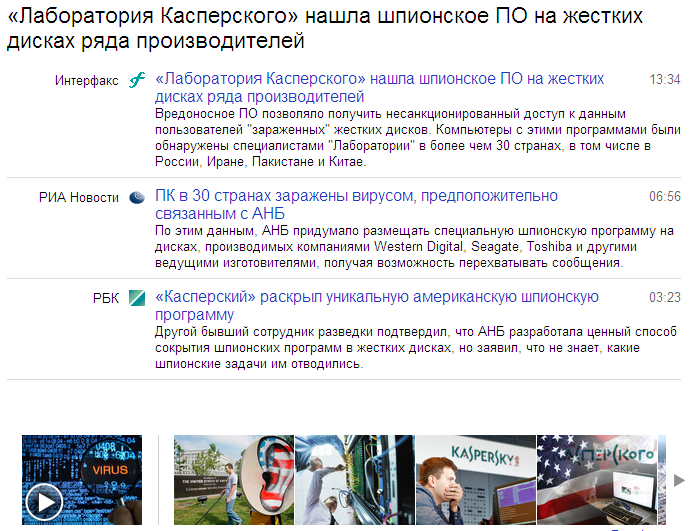 «Лаборатория Касперского» нашла шпионское ПО на жестких
дисках ряда производителей
Интерфакс
«Лаборатория Касперского» нашла шпионское ПО на жестких
дисках ряда производителей
13:34
Вредоносное ПО позволяло получить несанкционированный доступ к данным
пользователей "зараженных" жестких дисков. Компьютеры с этими программами были
обнаружены специалистами "Лаборатории" в более чем 30 странах, в том числе в
России, Иране, Пакистане и Китае.
РИА Новости
ПК в 30 странах заражены вирусом, предположительно
связанным с АНБ
06:56
По этим данным, АНБ придумало размещать специальную шпионскую программу на
дисках, производимых компаниями Western Digital, Seagate, Toshiba и другими
ведущими изготовителями, получая возможность перехватывать сообщения.
РБК
«Касперский» раскрыл уникальную американскую шпионскую
программу
03:23
Другой бывший сотрудник разведки подтвердил, что АНБ разработала ценный способ
сокрытия шпионских программ в жестких дисках, но заявил, что не знает, какие
шпионские задачи им отводились.
VIRUS
KASPERSKY